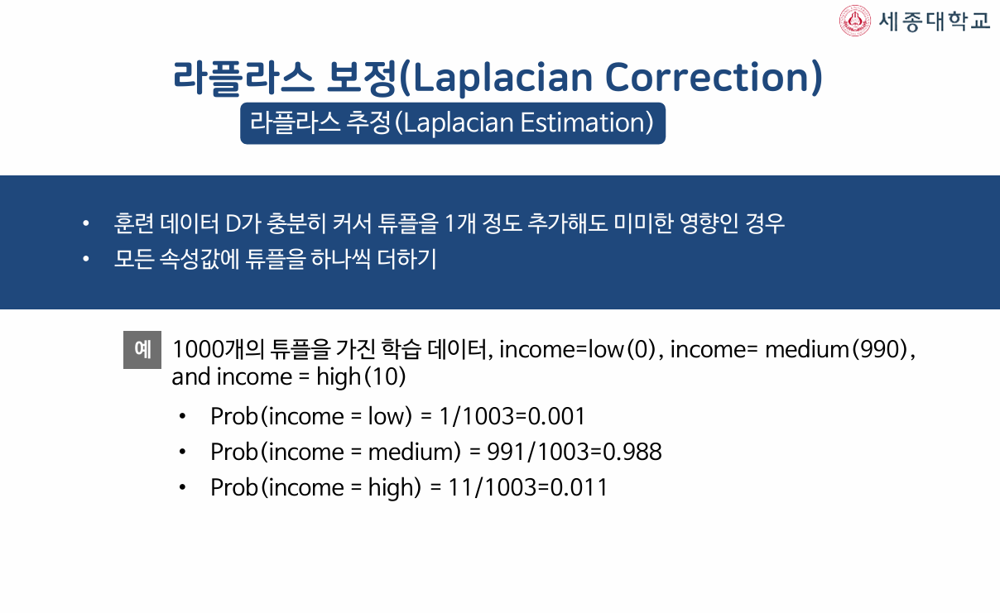 세종대학교
라플라스 보정(Laplacian Correction)
라플라스 추정(Laplacian Estimation)
• 훈련 데이터 D가 충분히 커서 튜플을 1개 정도 추가해도 미미한 영향인 경우
• 모든 속성값에 튜플을 하나씩 더하기
예 1000개의 튜플을 가진 학습 데이터, income=low(0), income= medium(990),
and income = high(10)
• Prob(income = low) = 1/1003=0.001
• Prob(income = medium) = 991/1003=0.988
• Prob(income = high) = 11/1003=0.011